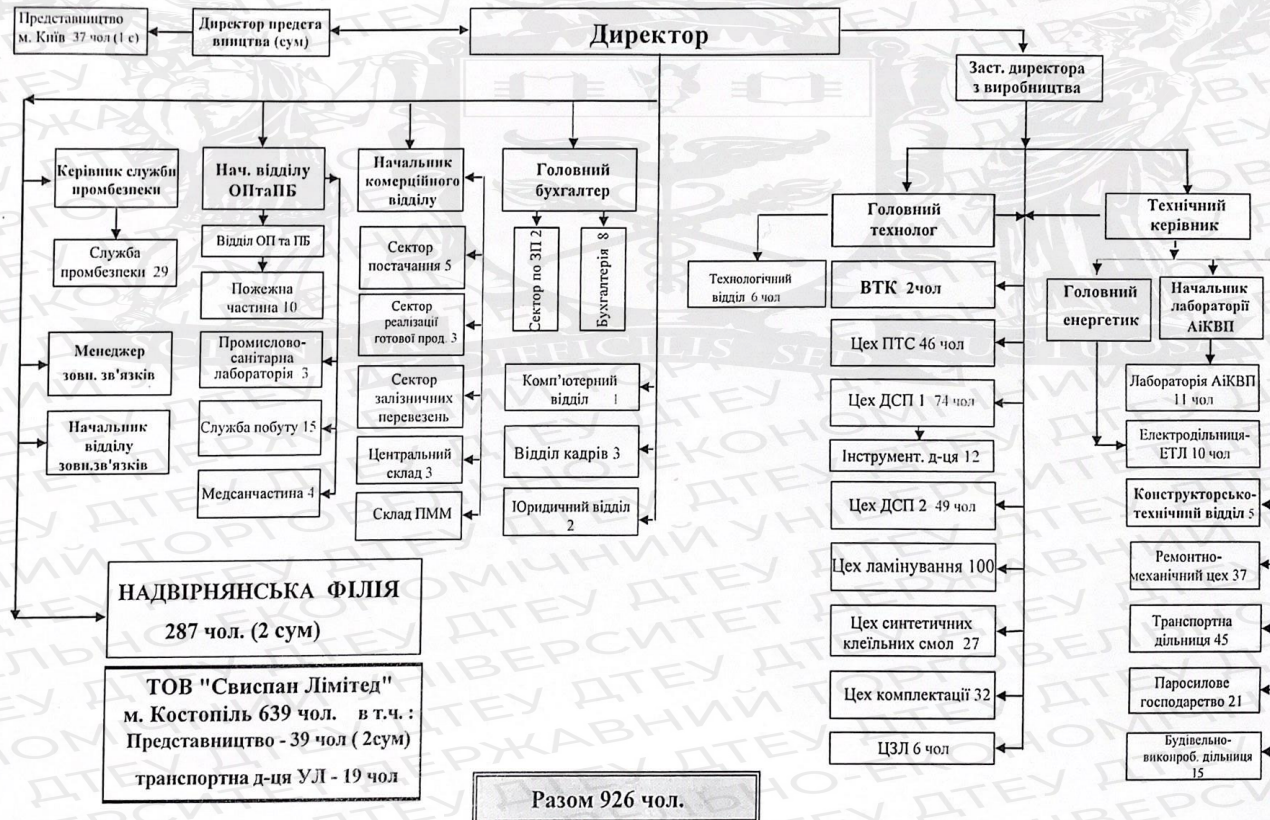 Представництво
м. Київ 37 чол (1 с)
Директор предста
вництва (сум)
Директор
Заст. директора
з виробництва
Керівник служби
промбезпеки
Служба
промбезпеки 29
Менеджер
зовн. зв'язків
Начальник
відділу
зовн.зв'язків
Нач. відділу
ОПтаПБ
Відділ ОП та ПБ
Пожежна
частина 10
Промислово-
санітарна
лабораторія 3
Служба побуту 15
Медсанчастина 4
Начальник
комерційного
відділу
Сектор
постачання 5
Сектор
реалізації
готової прод. 3
Сектор
залізничних
перевезень
Центральний
склад 3
Склад ПММ
Головний
бухгалтер
Сектор по ЗП 2
Бухгалтерія 8
Комп'ютерний
відділ 1
Відділ кадрів 3
Юридичний відділ
2
Головний
технолог
Технологічний
відділ 6 чол
ВТК 2чол
Цех ПТС 46 чол
Цех ДСП 1 74 чол
Інструмент. д-ця 12
Цех ДСП 2 49 чол
Цех ламінування 100
Цех синтетичних
клеїльних смол 27
Цех комплектації 32
ЦЗЛ 6 чол
Технічний
керівник
Головний
енергетик
Начальник
лабораторії
АіКВП
Лабораторія АіКВП
11 чол
Електродільниця-
ЕТЛ 10 чол
Конструкторсько-
технічний відділ 5
Ремонтно-
механічний цех 37
Транспортна
дільниця 45
Паросилове
господарство 21
Будівельно-
виконроб. дільниця
15
НАДВІРНЯНСЬКА ФІЛІЯ
287 чол. (2 сум)
ТОВ "Свиспан Лімітед"
м. Костопіль 639 чол. в т.ч. :
Представництво - 39 чол ( 2сум)
транспортна д-ця УЛ - 19 чол
Разом 926 чол.